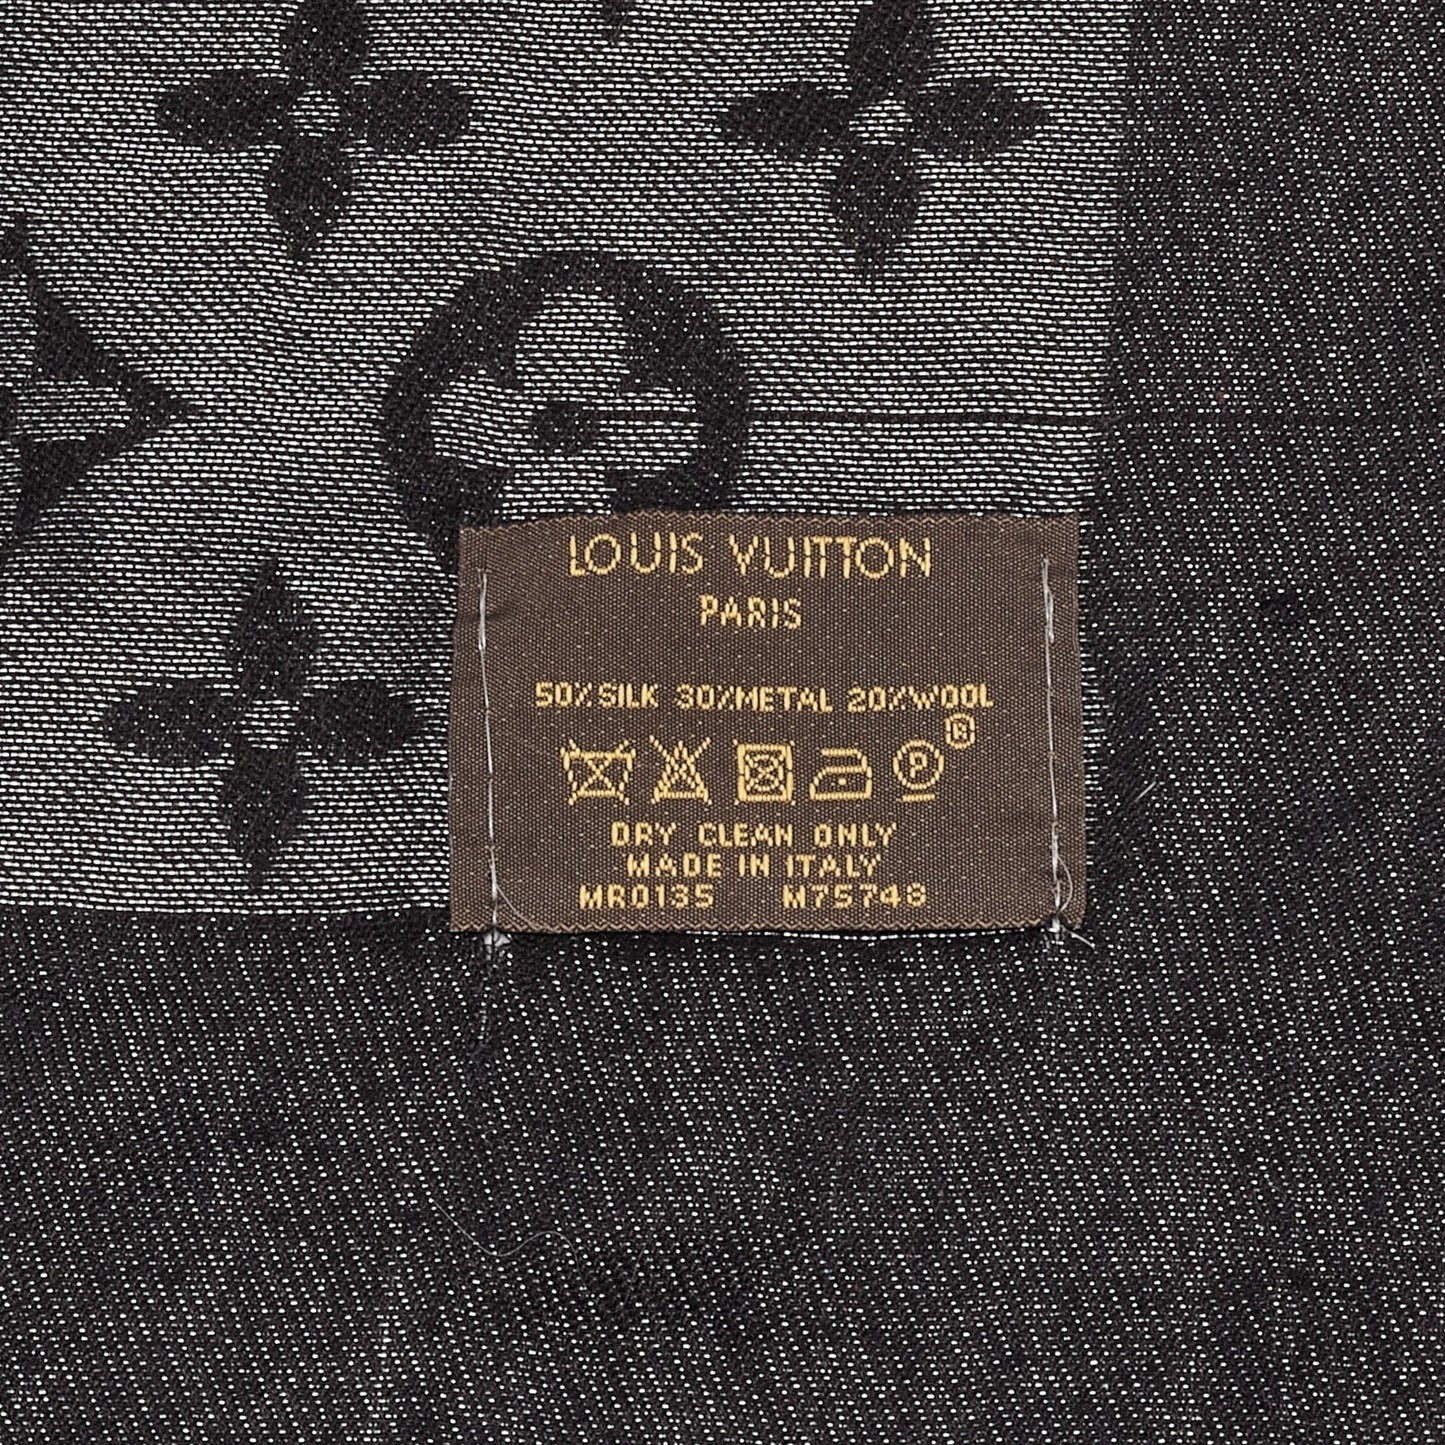 LOUIS VUITTON
PARIS
50% SILK 30% METAL 20% WOOL
P ®
DRY CLEAN ONLY
MADE IN ITALY
MR0135 M75748